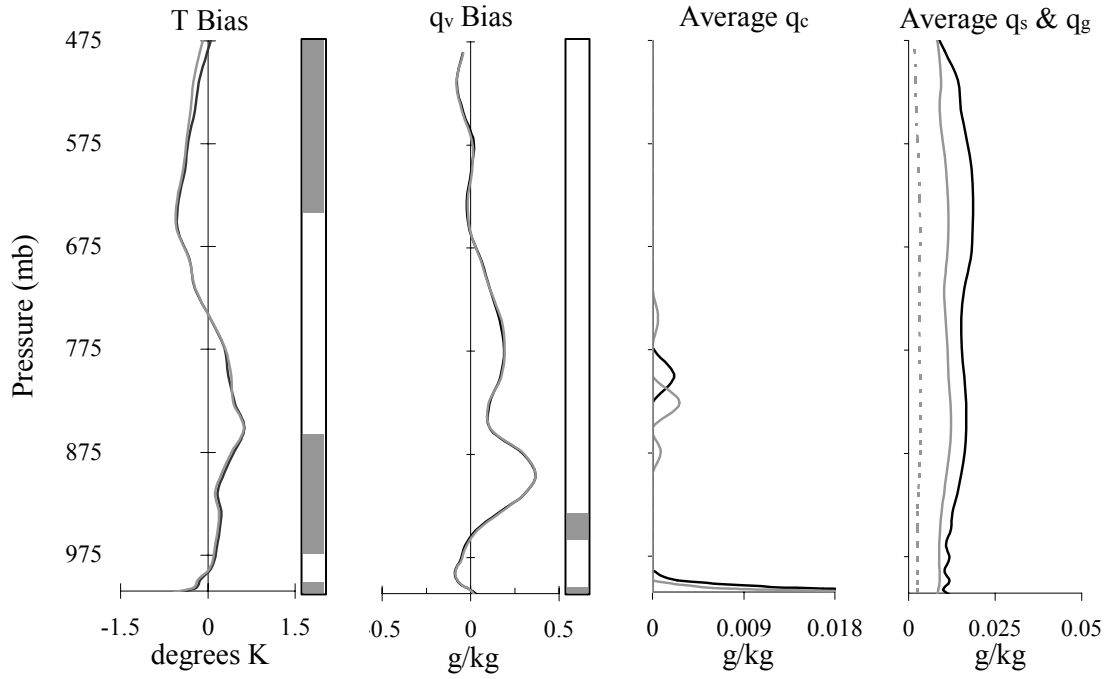 T Bias
qv Bias
Average qc
Average qs & qg
Pressure (mb)
475
575
675
775
875
975
-1.5 0 1.5
degrees K
.0.5 0 0.5
g/kg
0 0.009 0.018
g/kg
0 0.025 0.05
g/kg